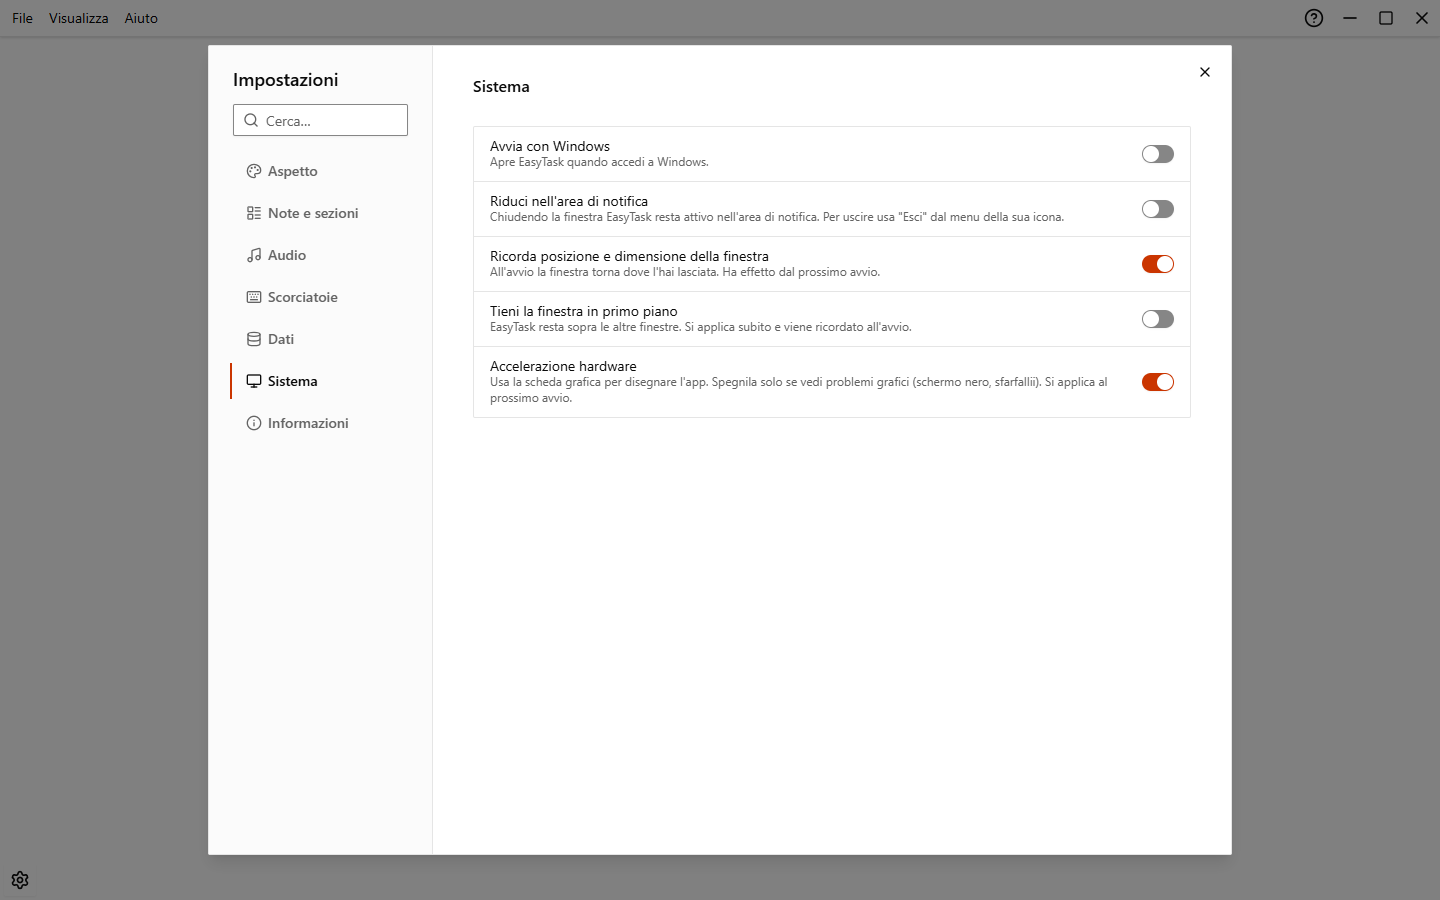 File Visualizza Aiuto
Impostazioni
Cerca...
Aspetto
Note e sezioni
Audio
Scorciatoie
Dati
Sistema
Informazioni
Sistema
Avvia con Windows
Apre EasyTask quando accedi a Windows.
Riduci nell'area di notifica
Chiudendo la finestra EasyTask resta attivo nell'area di notifica. Per uscire usa "Esci" dal menu della sua icona.
Ricorda posizione e dimensione della finestra
All'avvio la finestra torna dove l'hai lasciata. Ha effetto dal prossimo avvio.
Tieni la finestra in primo piano
EasyTask resta sopra le altre finestre. Si applica subito e viene ricordato all'avvio.
Accelerazione hardware
Usa la scheda grafica per disegnare l'app. Spegnila solo se vedi problemi grafici (schermo nero, sfarfallii). Si applica al
prossimo avvio.